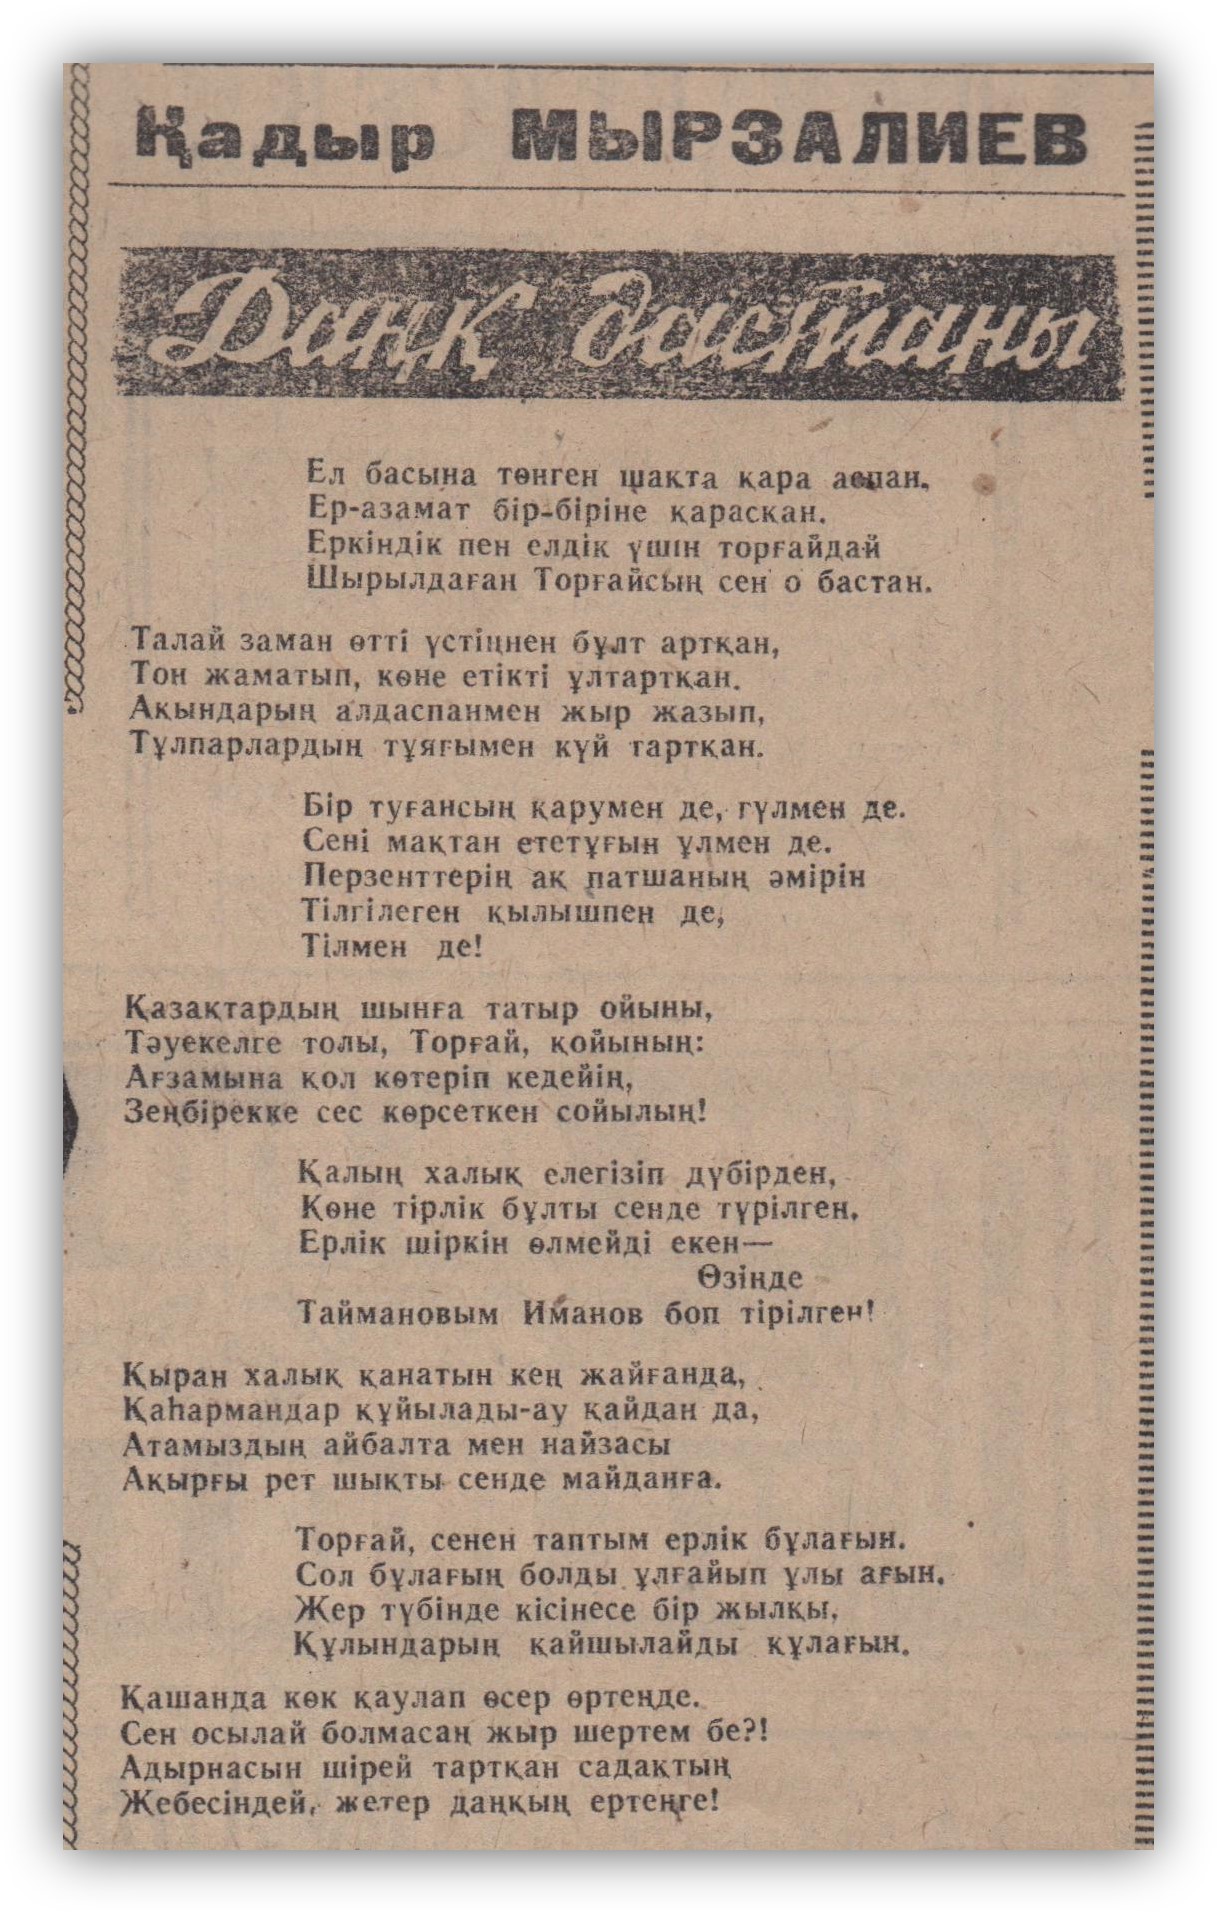 Қадыр МЫРЗАЛИЕВ
Даңқ дастаны
Ел басына төнген шақта қара аспан,
Ер-азамат бір-біріне қарасқан.
Еркіндік пен елдік үшін торғайдай
Шырылдаған Торғайсың сен о бастан.
Талай заман өтті үстіңнен бұлт артқан,
Тон жаматып, көне етікті ұлтартқан.
Ақындарың алдаспанмен жыр жазып,
Тұлпарлардың тұяғымен күй тартқан.
Бір туғансың қарумен де, гүлмен де.
Сені мақтан ететұғын ұлмен де.
Перзенттерің ақ патшаның әмірін
Тілгілеген қылышпен де,
Тілмен де!
Қазақтардың шынға татыр ойыны,
Тәуекелге толы, Торғай, қойының:
Ағзамына қол көтеріп кедейің,
Зеңбірекке сес көрсеткен сойылың!
Қалың халық елегізіп дүбірден,
Көне тірлік бұлты сенде түрілген.
Ерлік шіркін өлмейді екен—
Өзіңде
Таймановым Иманов боп тірілген!
Қыран халық қанатын кең жайғанда,
Қаһармандар құйылады-ау қайдан да,
Атамыздың айбалта мен найзасы
Ақырғы рет шықты сенде майданға.
Торғай, сенен таптым ерлік бұлағын.
Сол бұлағың болды ұлғайып ұлы ағын.
Жер түбінде кісінесе бір жылқы,
Құлындарың қайшылайды құлағын.
Қашанда көк қаулап өсер өртеңде.
Сен осылай болмасаң жыр шертем бе?!
Адырнасын шірей тартқан садақтың
Жебесіндей, жетер даңқың ертеңге!